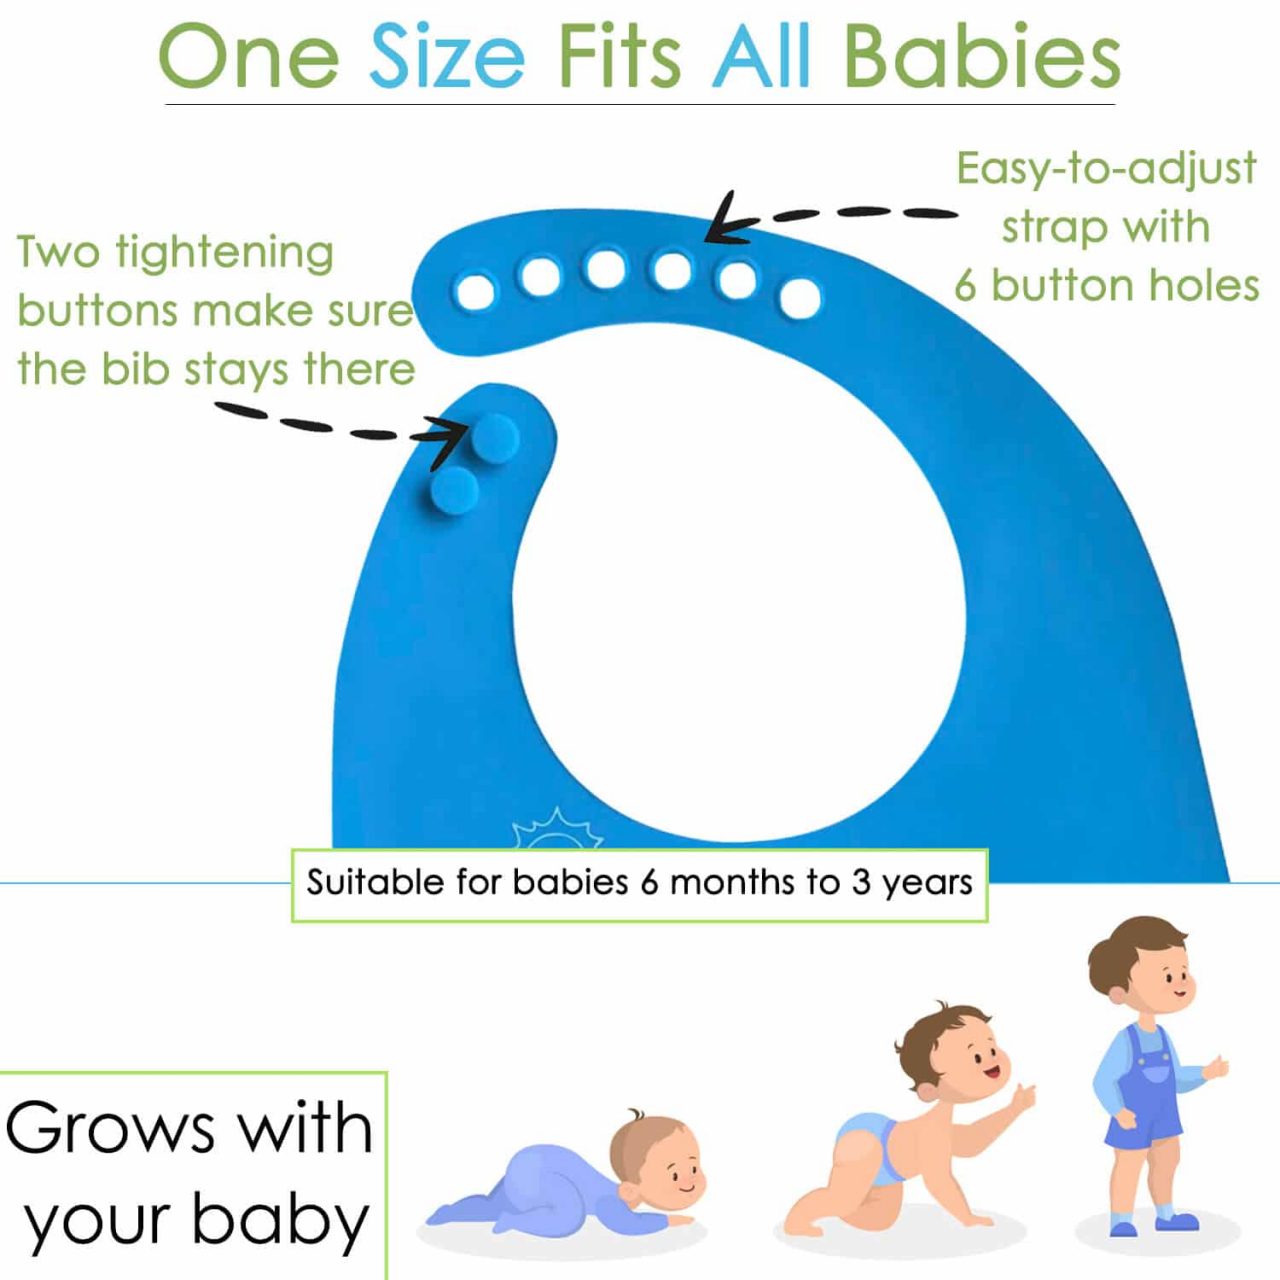 One Size Fits All Babies
Easy-to-adjust
strap with
6 button holes
Two tightening
buttons make sure
the bib stays there
Suitable for babies 6 months to 3 years
Grows with
your baby